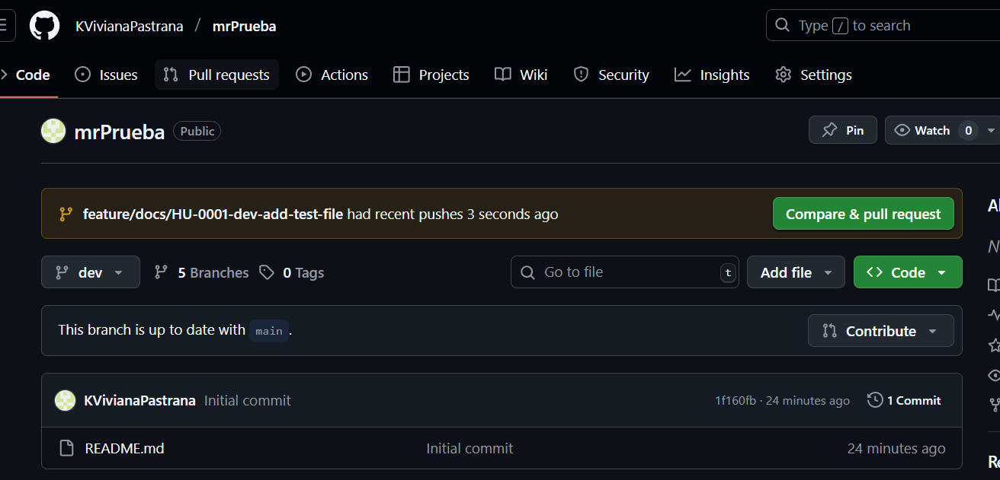 KVivianaPastrana / mrPrueba
Type / to search
Code Issues Pull requests Actions Projects Wiki Security Insights Settings
mrPrueba Public
Pin Watch 0
feature/docs/HU-0001-dev-add-test-file had recent pushes 3 seconds ago
Compare & pull request
dev 5 Branches 0 Tags
Go to file t
Add file
Code
This branch is up to date with main .
Contribute
KVivianaPastrana Initial commit
1f160fb · 24 minutes ago 1 Commit
README.md Initial commit 24 minutes ago